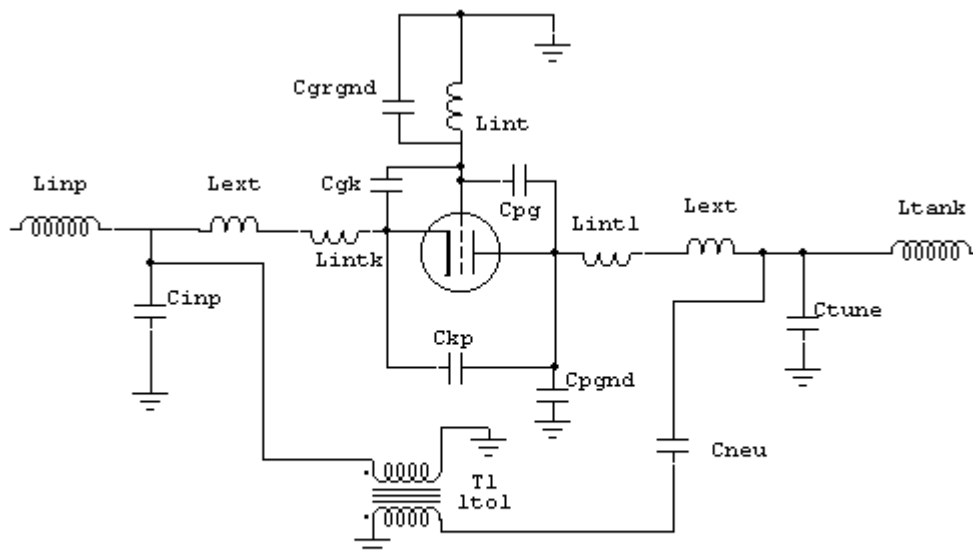 Cgrgnd
Lint
Linp
Lext
Cgk
Cpg
Lintk
Lintl
Lext
Ltank
Cinp
Ckp
Cpgnd
Ctune
Cneu
T1
1to1